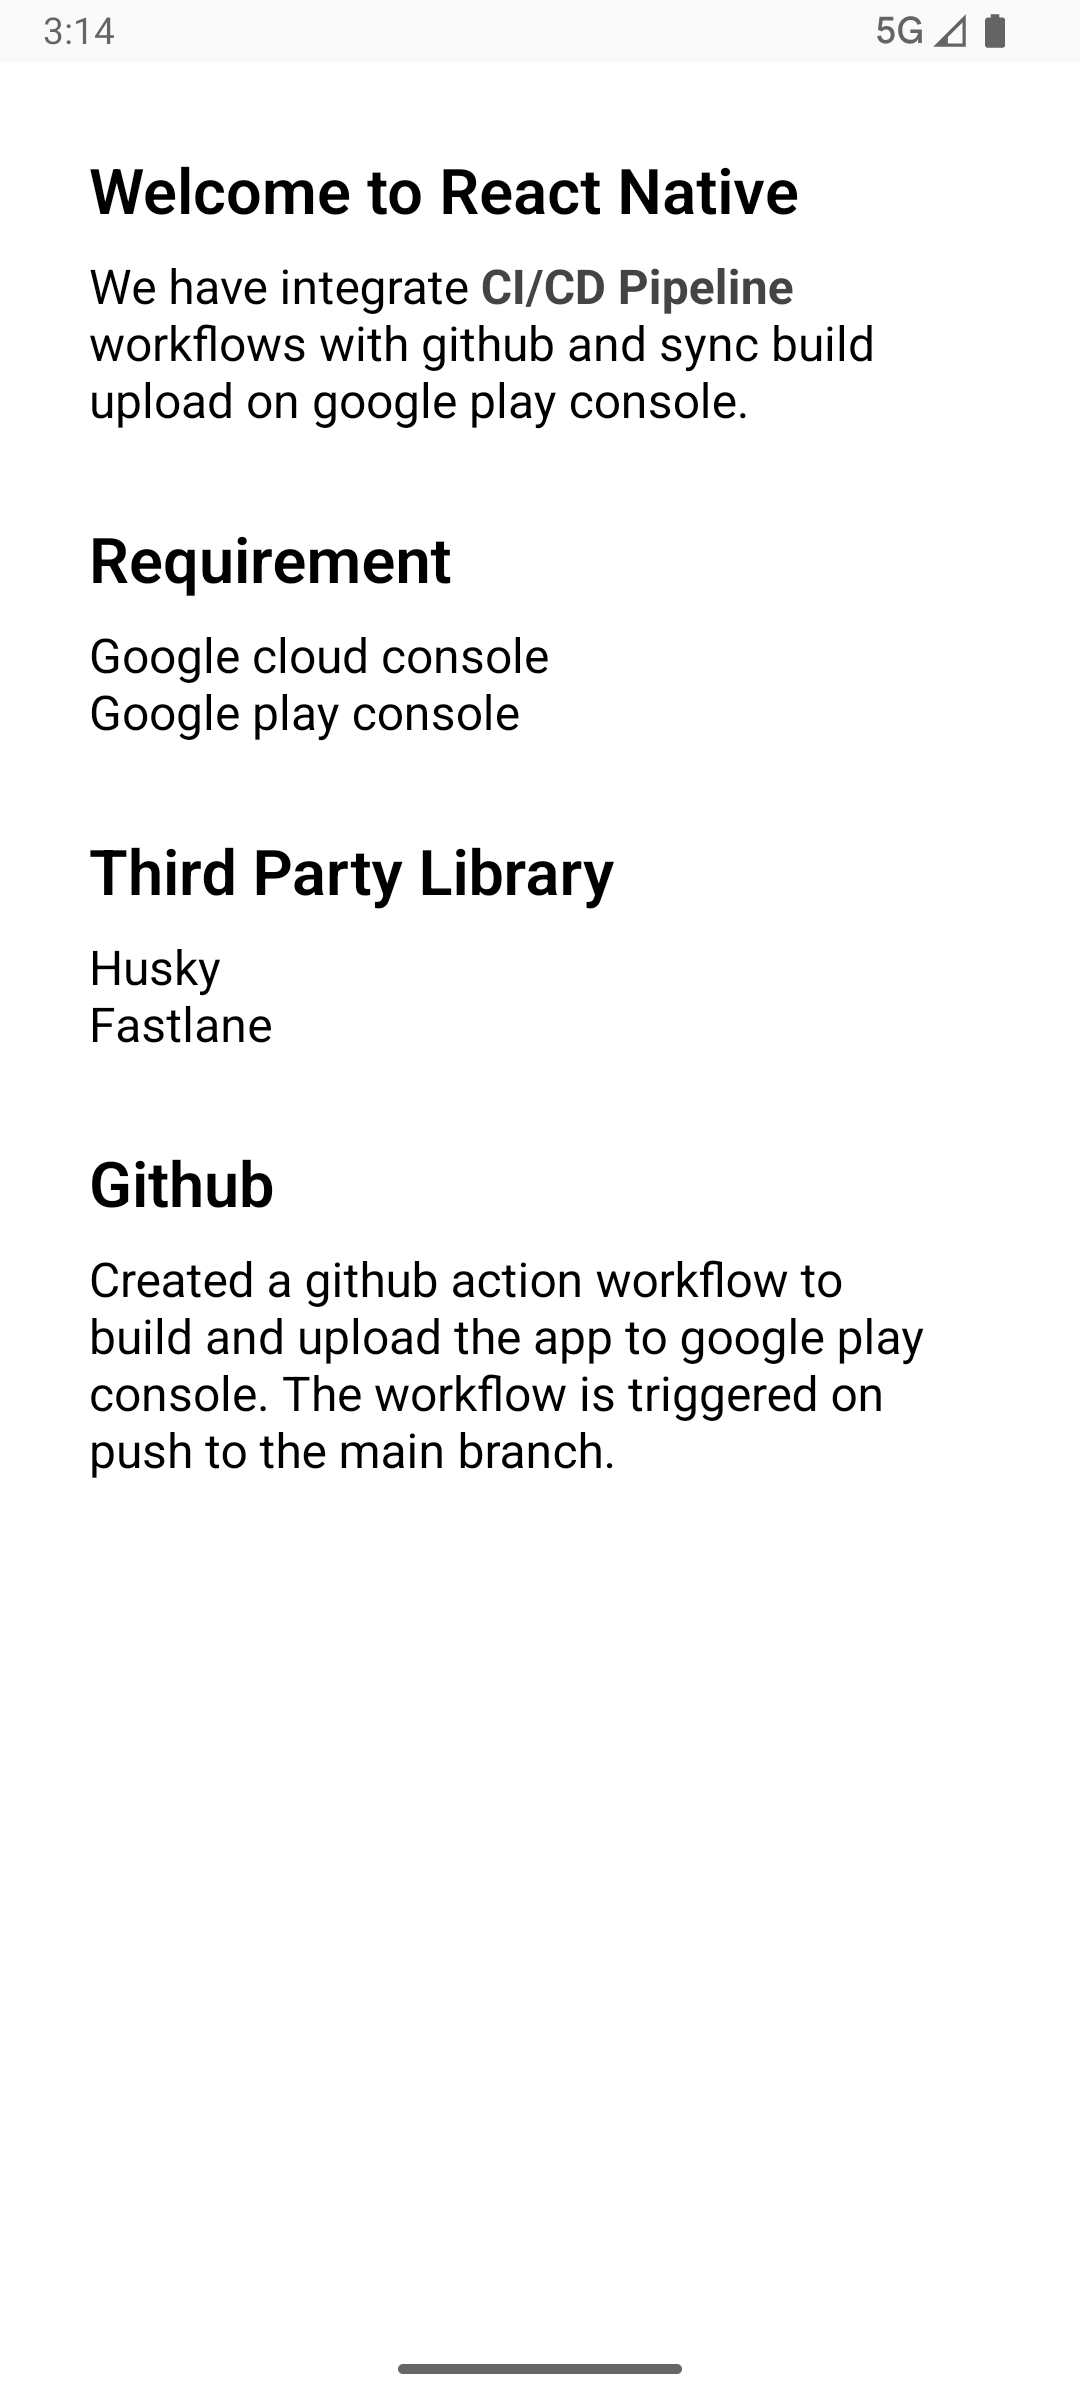 3:14
5G
Welcome to React Native
We have integrate CI/CD Pipeline
workflows with github and sync build
upload on google play console.
Requirement
Google cloud console
Google play console
Third Party Library
Husky
Fastlane
Github
Created a github action workflow to
build and upload the app to google play
console. The workflow is triggered on
push to the main branch.